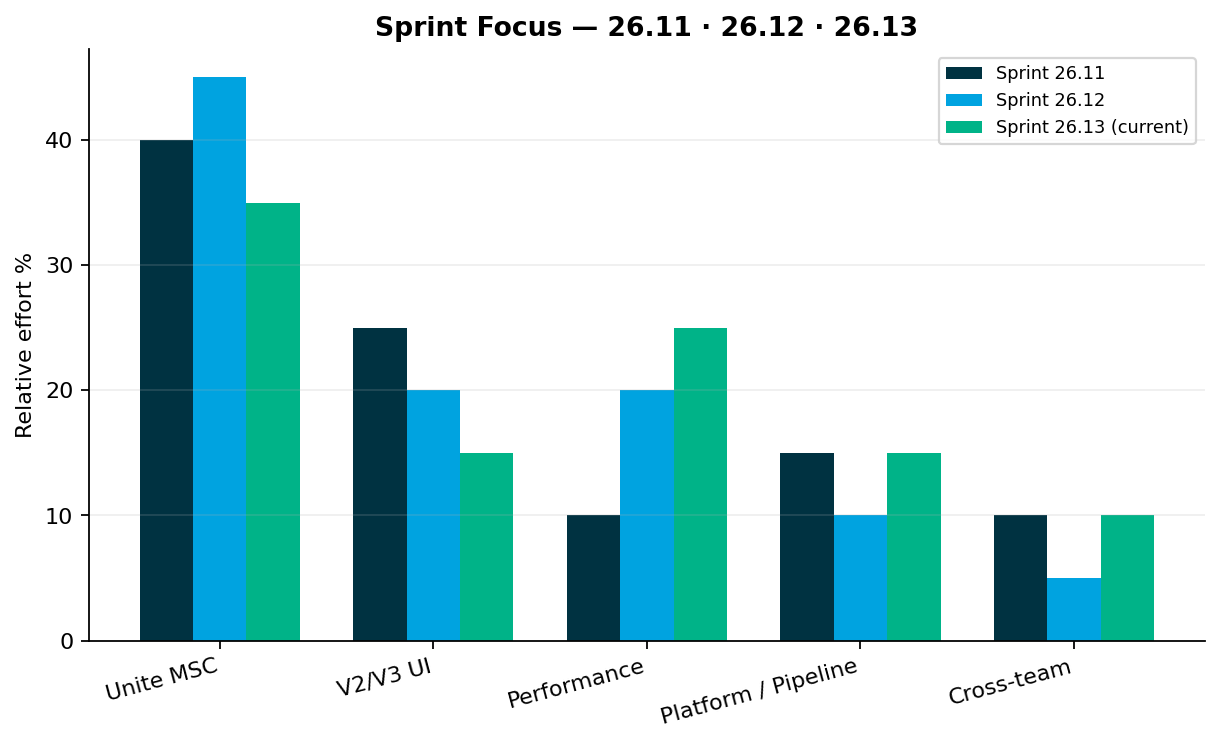 Sprint Focus — 26.11 · 26.12 · 26.13
Sprint 26.11
Sprint 26.12
Sprint 26.13 (current)
Relative effort %
40
30
20
10
0
Unite MSC
V2/V3 UI
Performance
Platform / Pipeline
Cross-team